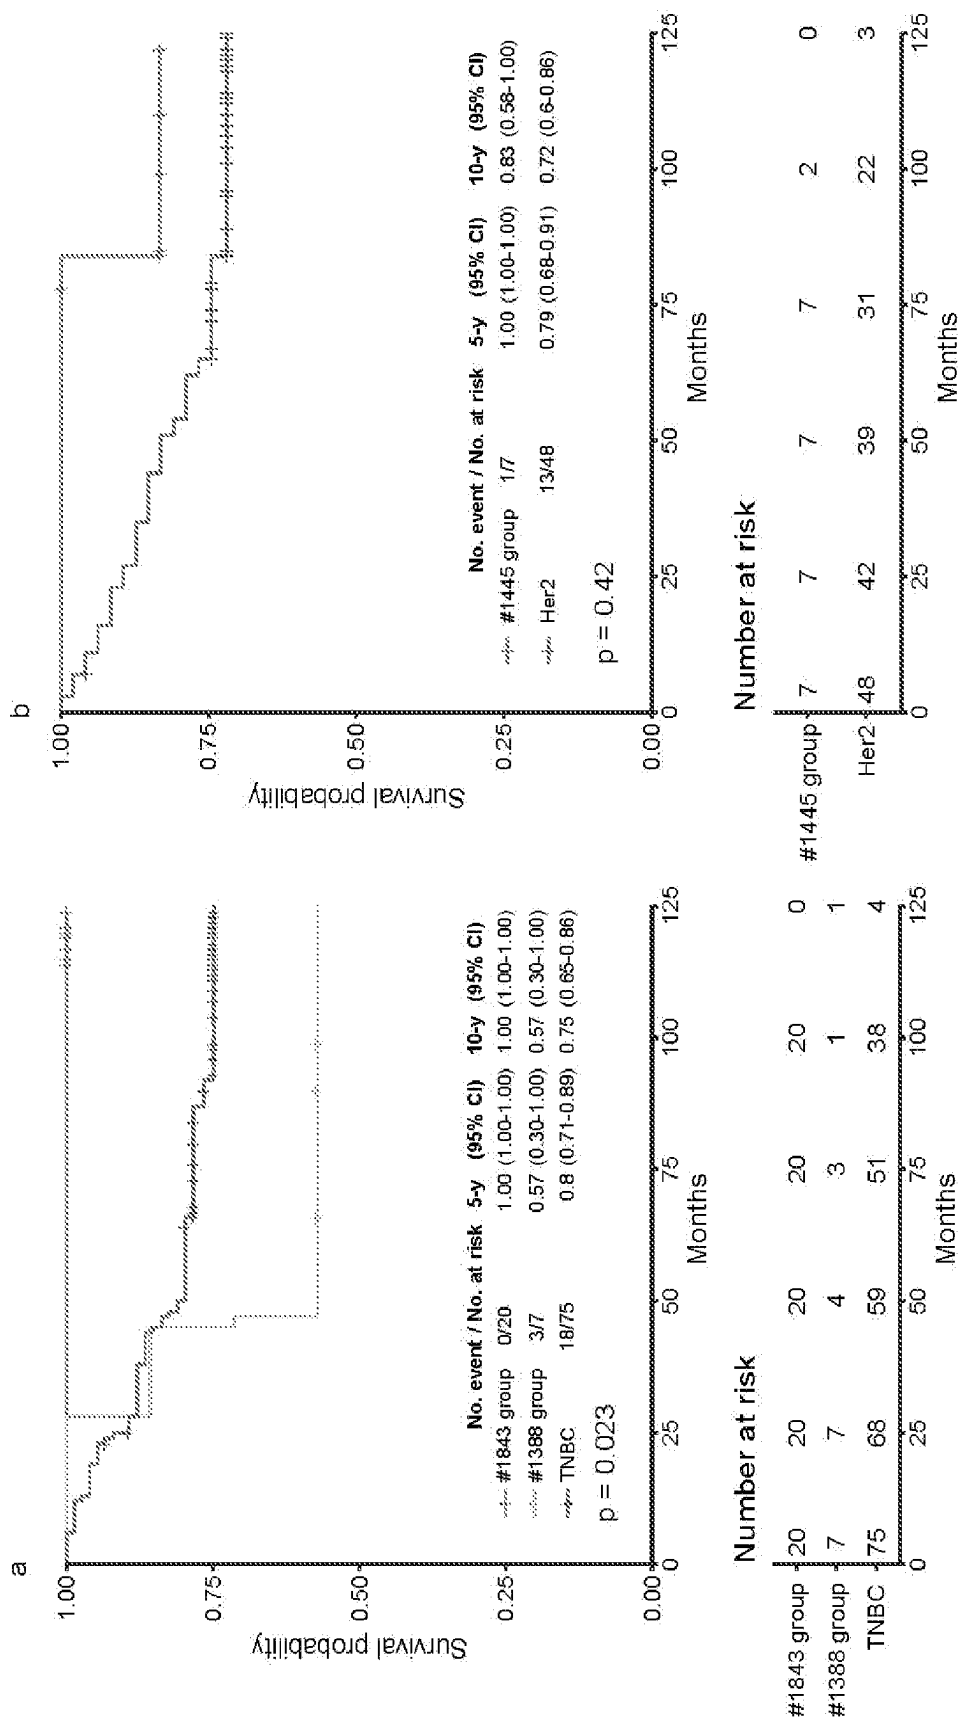 a
Survival probability
1.00
0.75
0.50
0.25
0.00
No. event / No. at risk 5-y (95% CI) 10-y (95% CI)
#1843 group 0/20 1.00 (1.00-1.00) 1.00 (1.00-1.00)
#1388 group 3/7 0.57 (0.30-1.00) 0.57 (0.30-1.00)
TNBC 18/75 0.8 (0.71-0.89) 0.75 (0.65-0.86)
p = 0.023
0 25 50 75 100 125
Months
Number at risk
#1843 group 20 20 20 20 20 0
#1388 group 7 7 4 3 1 1
TNBC 75 68 59 51 38 4
0 25 50 75 100 125
Months
b
Survival probability
1.00
0.75
0.50
0.25
0.00
No. event / No. at risk 5-y (95% CI) 10-y (95% CI)
#1445 group 1/7 1.00 (1.00-1.00) 0.83 (0.58-1.00)
Her2 13/48 0.79 (0.68-0.91) 0.72 (0.6-0.86)
p = 0.42
0 25 50 75 100 125
Months
Number at risk
#1445 group 7 7 7 7 2 0
Her2 48 42 39 31 22 3
0 25 50 75 100 125
Months